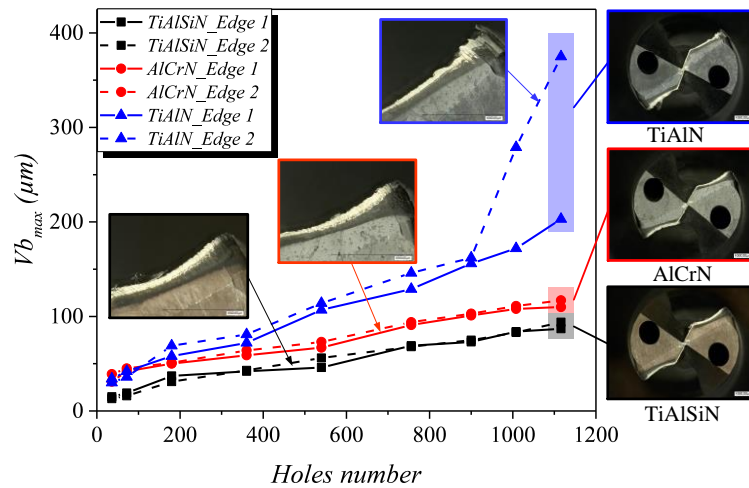 TiAlSiN_Edge 1
TiAlSiN_Edge 2
AlCrN_Edge 1
AlCrN_Edge 2
TiAlN_Edge 1
TiAlN_Edge 2
400
300
200
100
0
Vb_max (µm)
0 200 400 600 800 1000 1200
Holes number
TiAlN
AlCrN
TiAlSiN